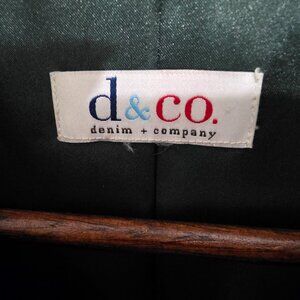 d&co.
denim + company